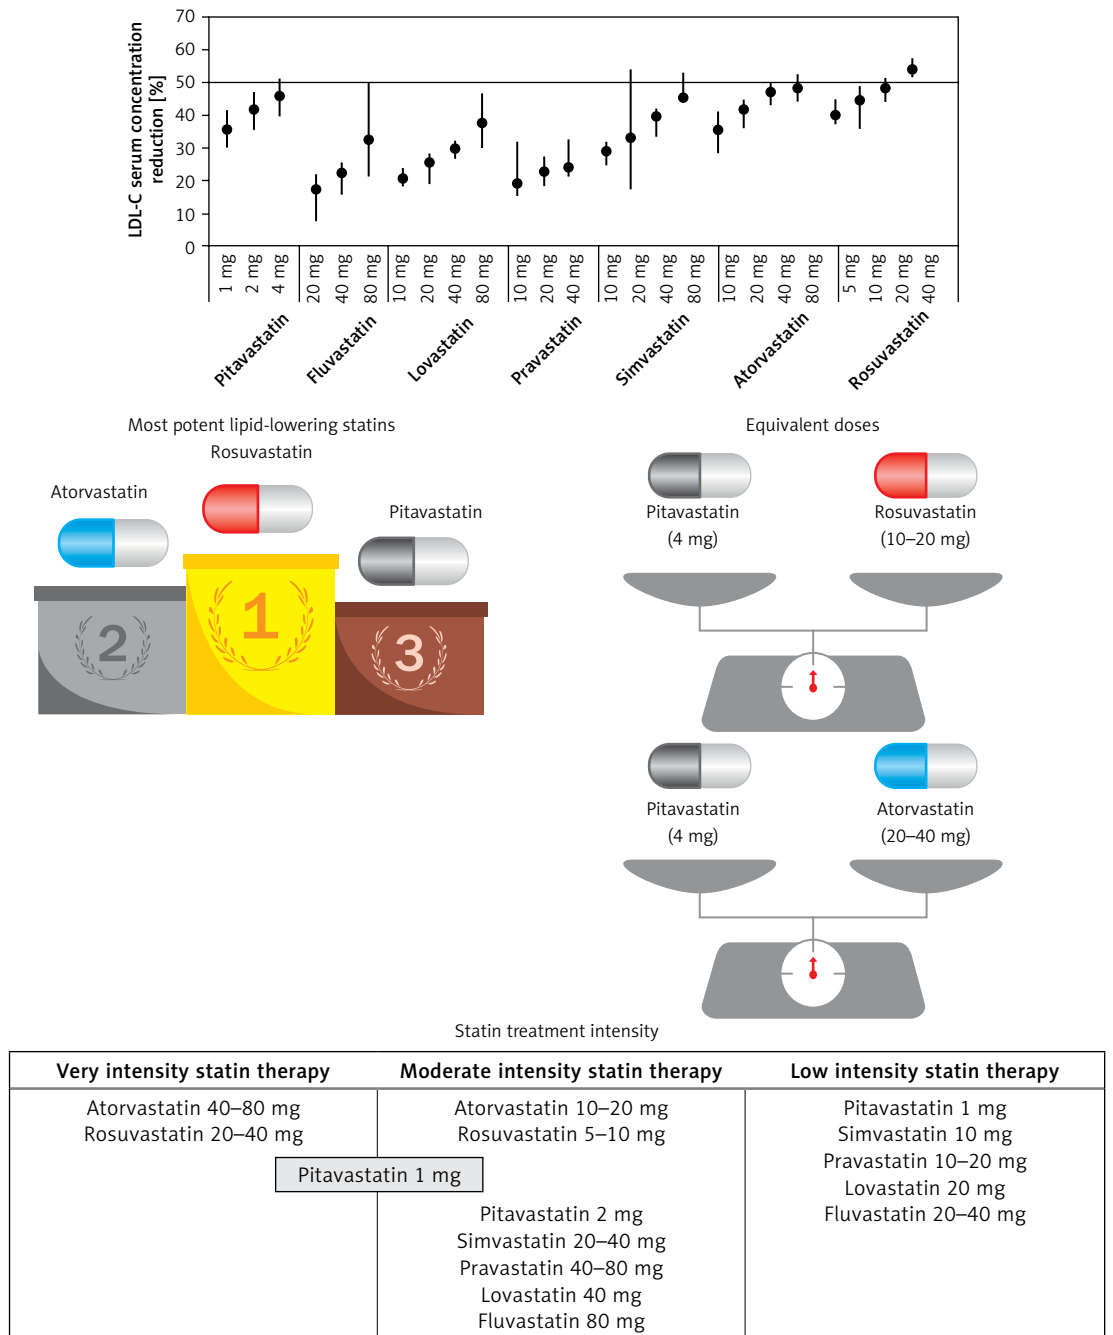 LDL-C serum concentration
reduction [%]
70
60
50
40
30
20
10
0
1 mg
2 mg
4 mg
20 mg
40 mg
80 mg
10 mg
20 mg
40 mg
80 mg
10 mg
20 mg
40 mg
10 mg
20 mg
40 mg
80 mg
10 mg
20 mg
40 mg
80 mg
5 mg
10 mg
20 mg
40 mg
Pitavastatin
Fluvastatin
Lovastatin
Pravastatin
Simvastatin
Atorvastatin
Rosuvastatin
Most potent lipid-lowering statins
Rosuvastatin
Atorvastatin
Pitavastatin
2
1
3
Equivalent doses
Pitavastatin
(4 mg)
Rosuvastatin
(10–20 mg)
Pitavastatin
(4 mg)
Atorvastatin
(20–40 mg)
Statin treatment intensity
Very intensity statin therapy
Moderate intensity statin therapy
Low intensity statin therapy
Atorvastatin 40–80 mg
Rosuvastatin 20–40 mg
Pitavastatin 1 mg
Atorvastatin 10–20 mg
Rosuvastatin 5–10 mg
Pitavastatin 2 mg
Simvastatin 20–40 mg
Pravastatin 40–80 mg
Lovastatin 40 mg
Fluvastatin 80 mg
Pitavastatin 1 mg
Simvastatin 10 mg
Pravastatin 10–20 mg
Lovastatin 20 mg
Fluvastatin 20–40 mg